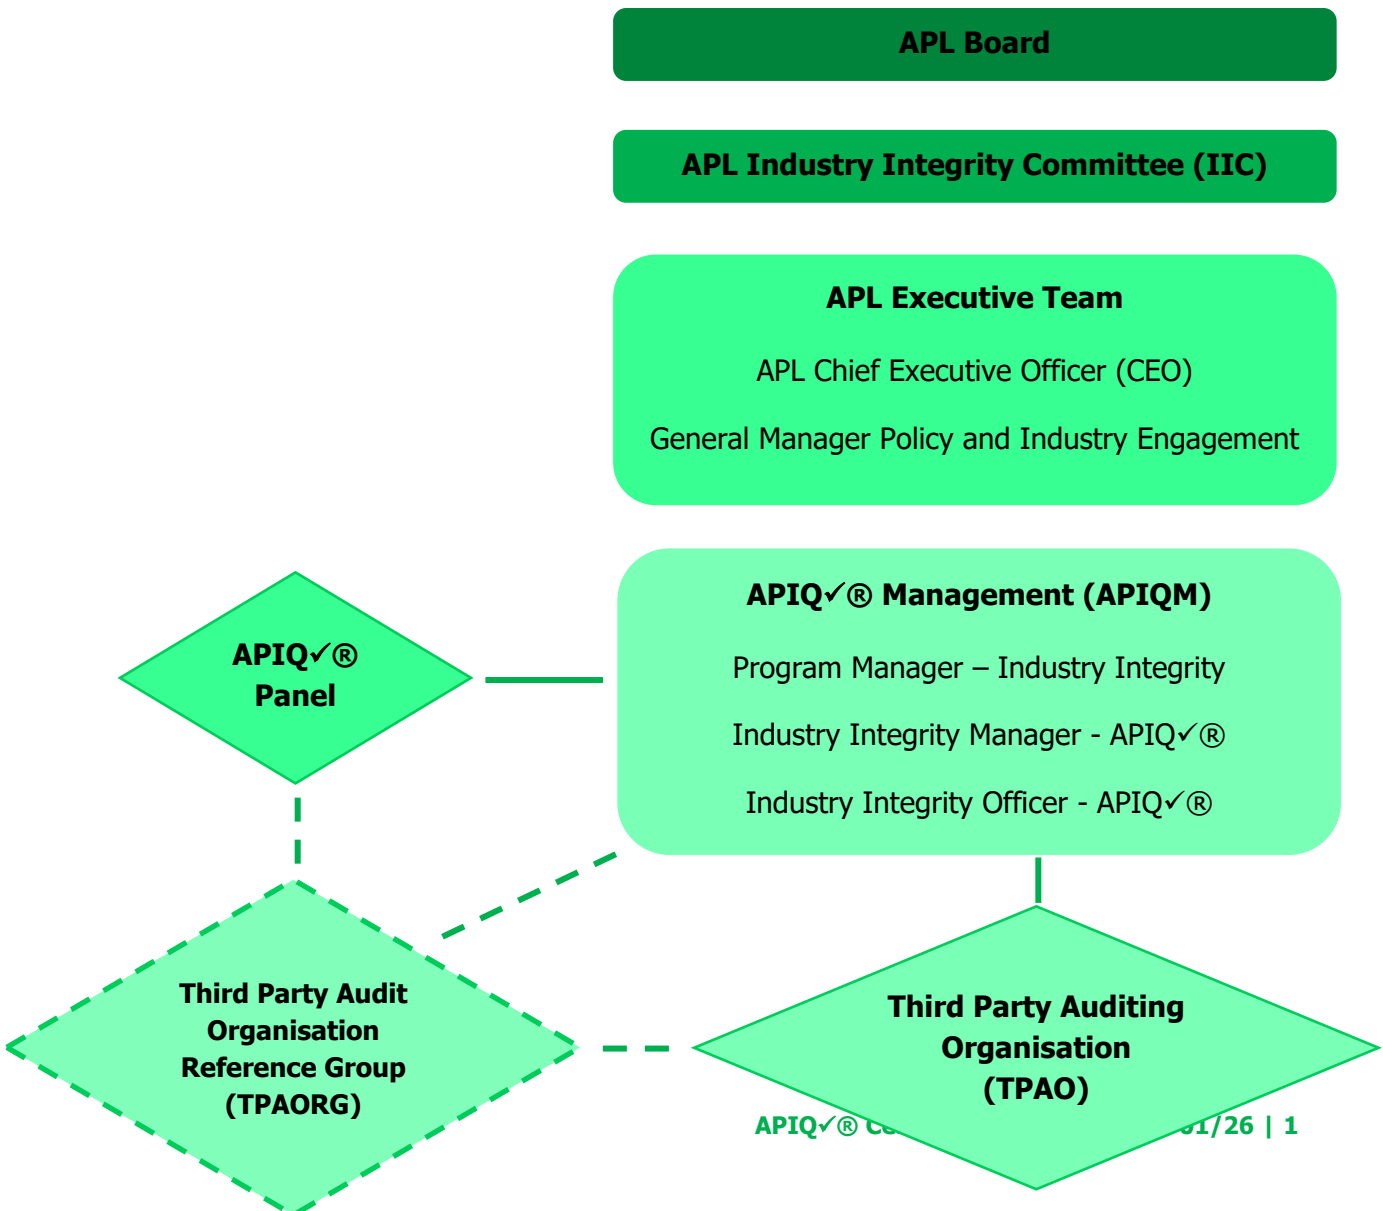 APL Board
APL Industry Integrity Committee (IIC)
APL Executive Team
APL Chief Executive Officer (CEO)
General Manager Policy and Industry Engagement
APIQ✓® Management (APIQM)
Program Manager – Industry Integrity
Industry Integrity Manager - APIQ✓®
Industry Integrity Officer - APIQ✓®
APIQ✓®
Panel
Third Party Audit
Organisation
Reference Group
(TPAORG)
Third Party Auditing
Organisation
(TPAO)
APIQ✓® 01/26 | 1